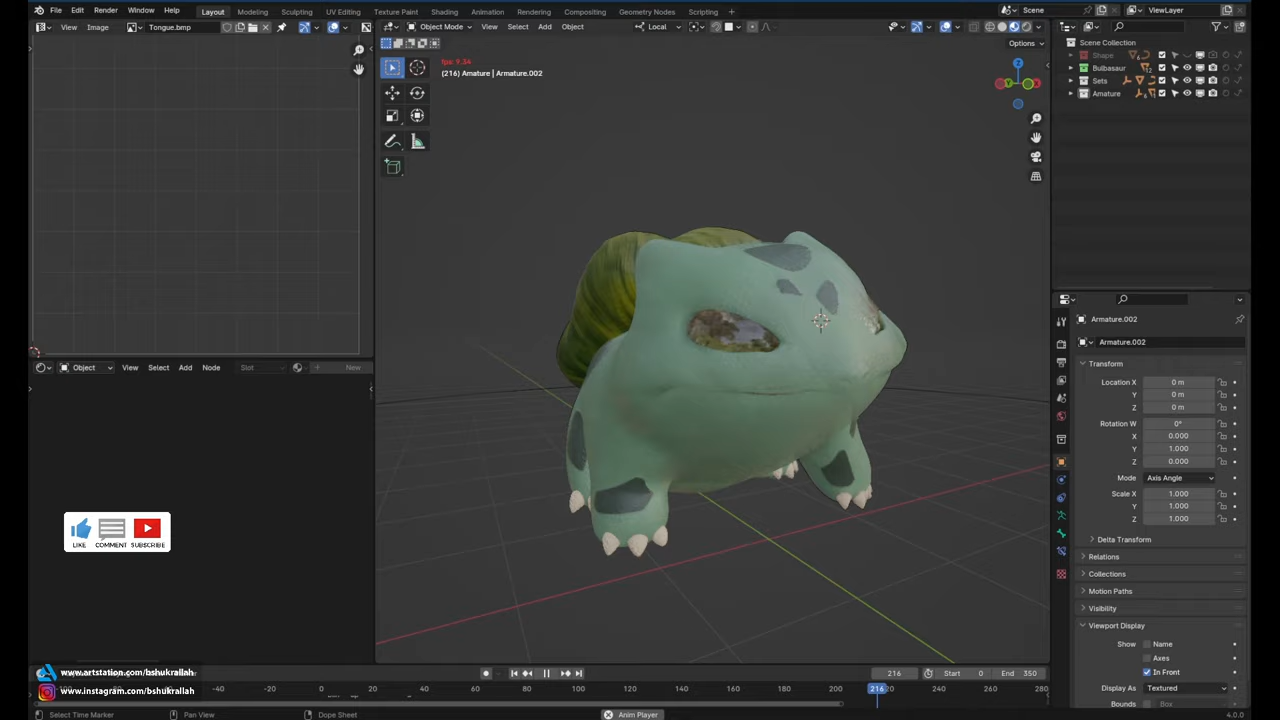 File Edit Render Window Help Layout Modeling Sculpting UV Editing Texture Paint Shading Animation Rendering Compositing Geometry Nodes Scripting Scene ViewLayer
View Image Tongue.bmp Object Mode View Select Add Object Local
Options
Scene Collection
Shape
Bulbasaur
Sets
Amature
fps: 9.34
(216) Amature | Armature.002
Armature.002
Armature.002
Transform
Location X 0 m
Y 0 m
Z 0 m
Rotation W 0°
X 0.000
Y 1.000
Z 0.000
Mode Axis Angle
Scale X 1.000
Y 1.000
Z 1.000
Delta Transform
Relations
Collections
Motion Paths
Visibility
Viewport Display
Show Name
Axes
In Front
Display As Textured
Bounds Box
Object View Select Add Node Slot New
LIKE COMMENT SUBSCRIBE
www.artstation.com/bshukrallah
www.instagram.com/bshukrallah
216 Start 0 End 350
-40 -20 0 20 40 60 80 100 120 140 160 180 200 216 240 260 280
Select Time Marker Pan View Dope Sheet Anim Player 4.0.0